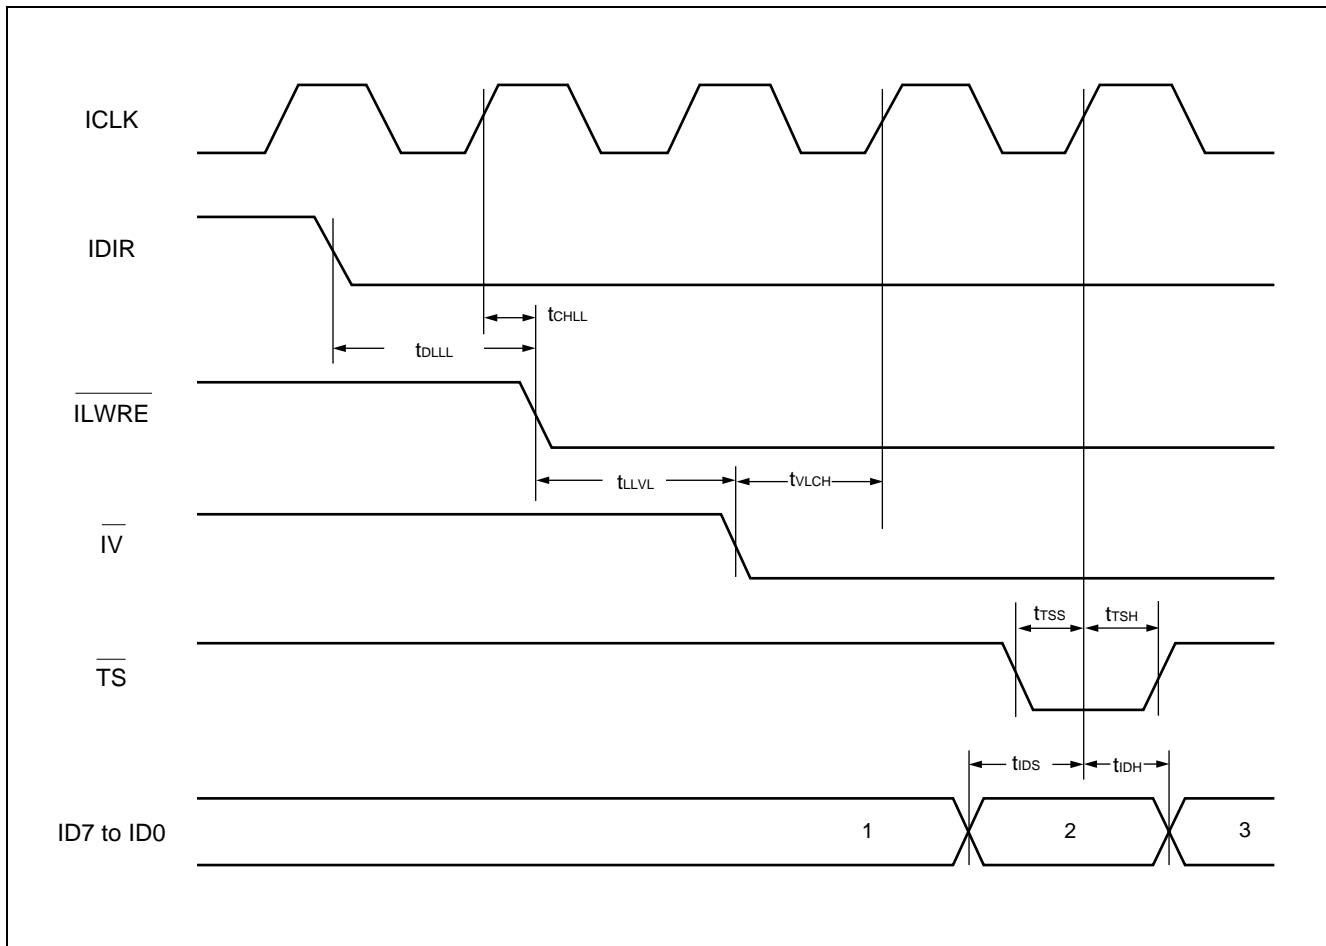 ICLK
IDIR
tCHLL
tDLLL
ILWRE
tLLVL
tVLCH
IV
tTSS
tTSH
TS
tIDS
tIDH
ID7 to ID0
1
2
3